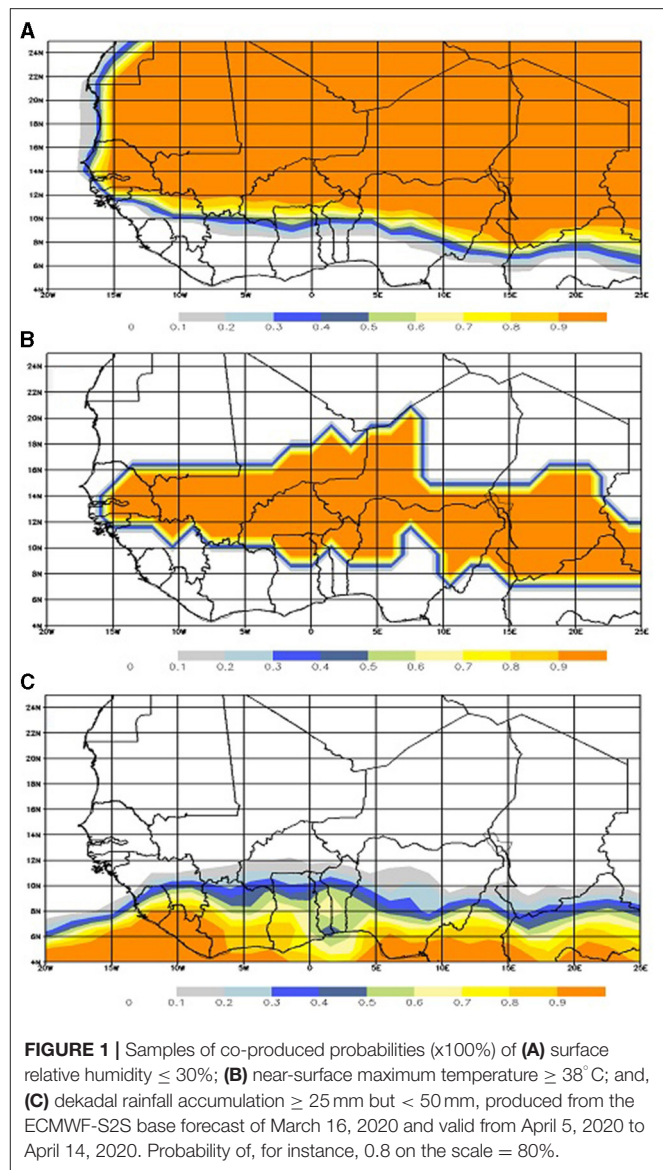 A
24N
22N
20N
18N
16N
14N
12N
10N
8N
6N
4N
20W 15W 10W 5W 0 5E 10E 15E 20E 25E
0 0.1 0.2 0.3 0.4 0.5 0.6 0.7 0.8 0.9
B
24N
22N
20N
18N
16N
14N
12N
10N
8N
6N
4N
20W 15W 10W 5W 0 5E 10E 15E 20E 25E
0 0.1 0.2 0.3 0.4 0.5 0.6 0.7 0.8 0.9
C
24N
22N
20N
18N
16N
14N
12N
10N
8N
6N
4N
20W 15W 10W 5W 0 5E 10E 15E 20E 25E
0 0.1 0.2 0.3 0.4 0.5 0.6 0.7 0.8 0.9
FIGURE 1 | Samples of co-produced probabilities (x100%) of (A) surface
relative humidity ≤ 30%; (B) near-surface maximum temperature ≥ 38°C; and,
(C) dekadal rainfall accumulation ≥ 25 mm but < 50 mm, produced from the
ECMWF-S2S base forecast of March 16, 2020 and valid from April 5, 2020 to
April 14, 2020. Probability of, for instance, 0.8 on the scale = 80%.